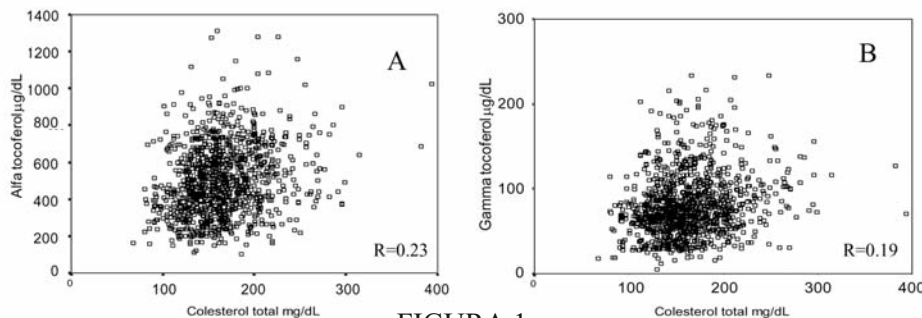 1400
1200
1000
800
600
400
200
0
Alfa tocoferol µg/dL
A
R=0.23
0 100 200 300 400
Colesterol total mg/dL
300
200
100
0
Gamma tocoferol µg/dL
B
R=0.19
0 100 200 300 400
Colesterol total mg/dL
FIGURA 1